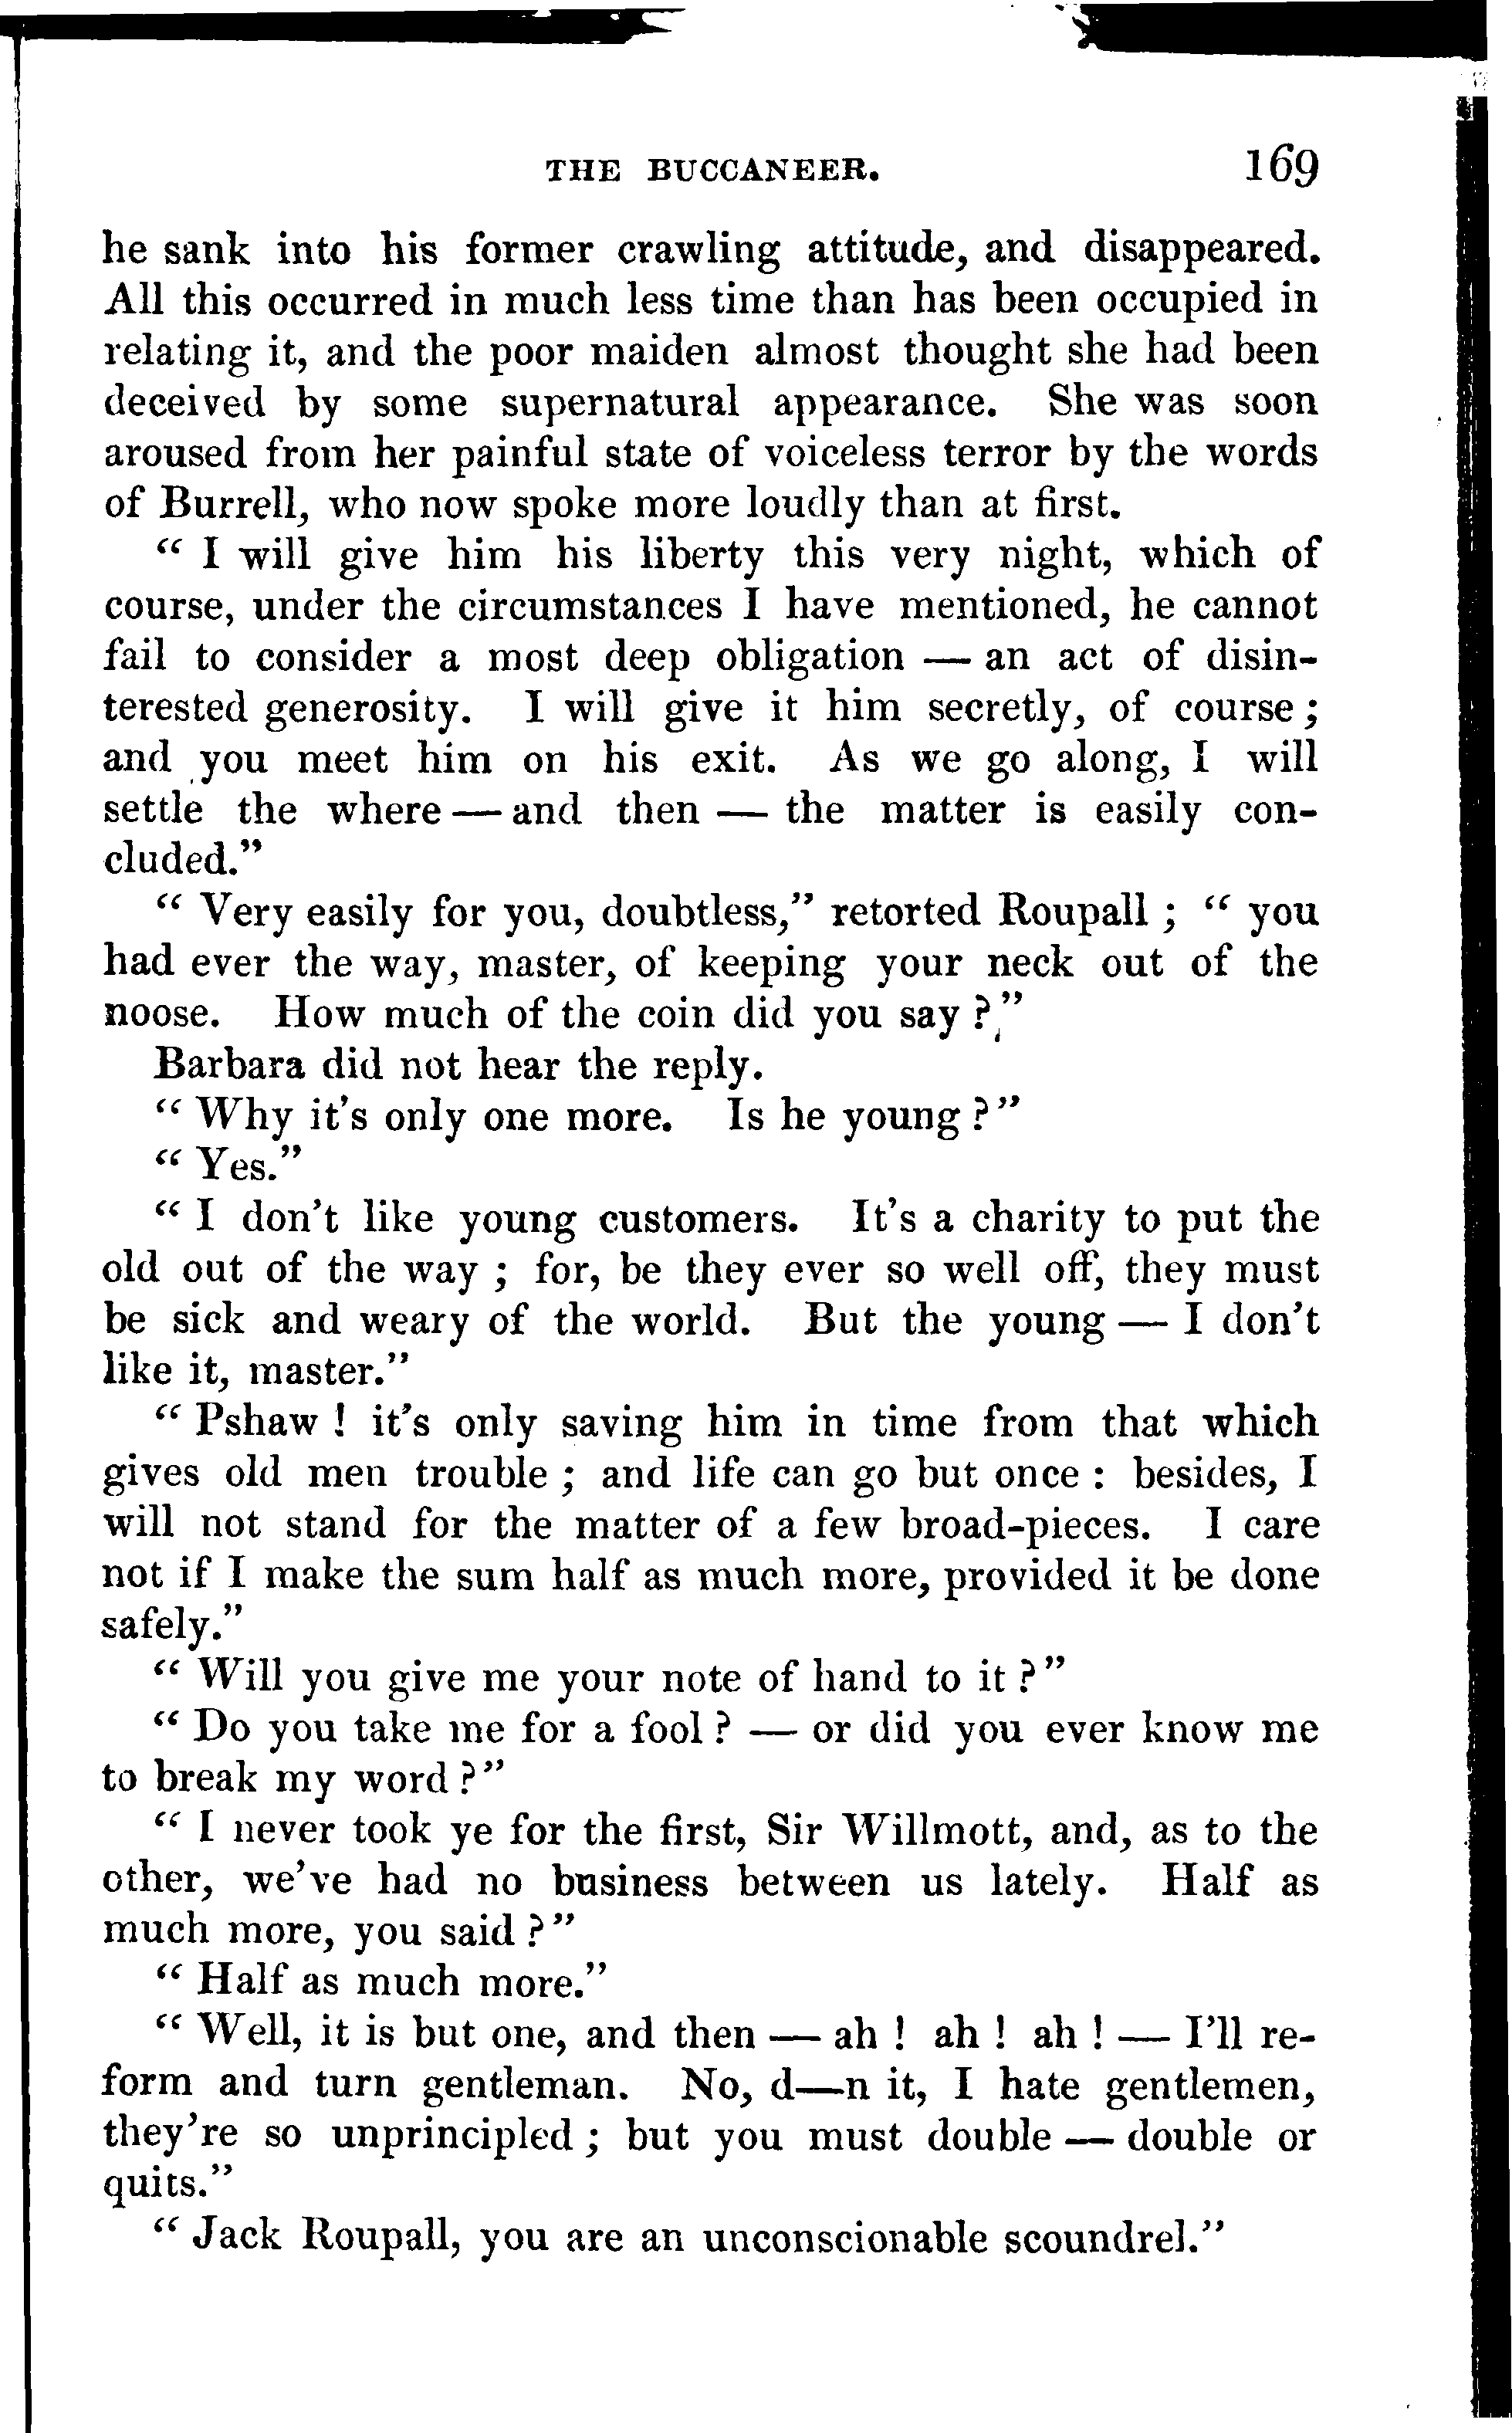 THE BUCCANEER. 169
he sank into his former crawling attitude, and disappeared.
All this occurred in much less time than has been occupied in
relating it, and the poor maiden almost thought she had been
deceived by some supernatural appearance. She was soon
aroused from her painful state of voiceless terror by the words
of Burrell, who now spoke more loudly than at first.
“ I will give him his liberty this very night, which of
course, under the circumstances I have mentioned, he cannot
fail to consider a most deep obligation — an act of disin-
terested generosity. I will give it him secretly, of course;
and you meet him on his exit. As we go along, I will
settle the where — and then — the matter is easily con-
cluded.”
“ Very easily for you, doubtless,” retorted Roupall ; “ you
had ever the way, master, of keeping your neck out of the
noose. How much of the coin did you say ?”
Barbara did not hear the reply.
“ Why it's only one more. Is he young ?”
“ Yes.”
“ I don't like young customers. It's a charity to put the
old out of the way ; for, be they ever so well off, they must
be sick and weary of the world. But the young — I don't
like it, master.”
“ Pshaw ! it's only saving him in time from that which
gives old men trouble ; and life can go but once : besides, I
will not stand for the matter of a few broad-pieces. I care
not if I make the sum half as much more, provided it be done
safely.”
“ Will you give me your note of hand to it ?”
“ Do you take me for a fool ? — or did you ever know me
to break my word ?”
“ I never took ye for the first, Sir Willmott, and, as to the
other, we've had no business between us lately. Half as
much more, you said ?”
“ Half as much more.”
“ Well, it is but one, and then — ah ! ah ! ah ! — I'll re-
form and turn gentleman. No, d—n it, I hate gentlemen,
they're so unprincipled ; but you must double — double or
quits.”
“ Jack Roupall, you are an unconscionable scoundrel.”